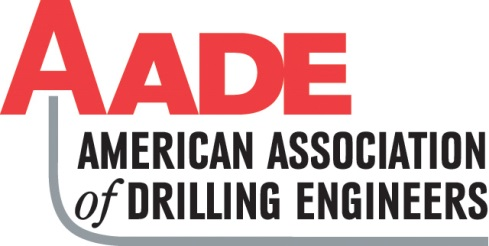 AADE
AMERICAN ASSOCIATION
of DRILLING ENGINEERS